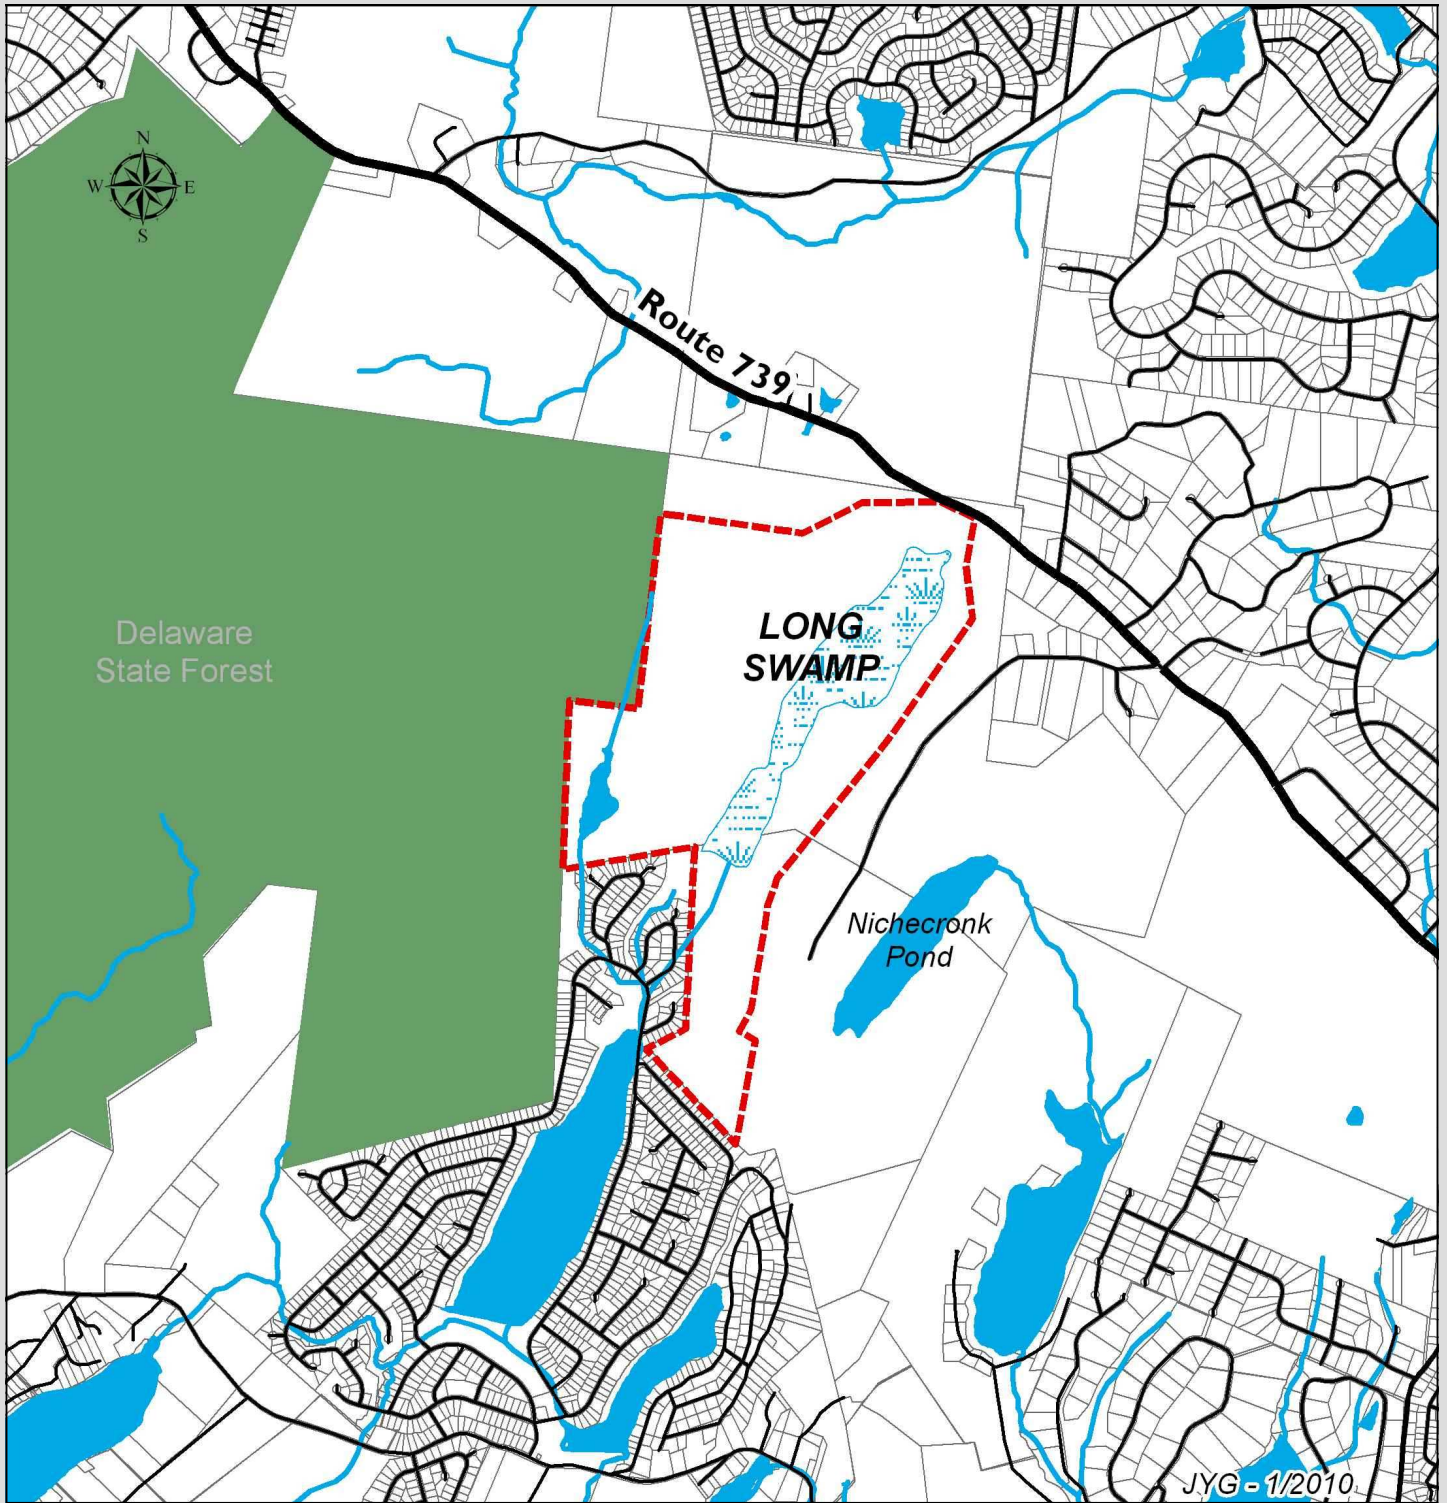 N
W E
S
Route 739
LONG
SWAMP
Delaware
State Forest
Nichecronk
Pond
JYG - 1/2010